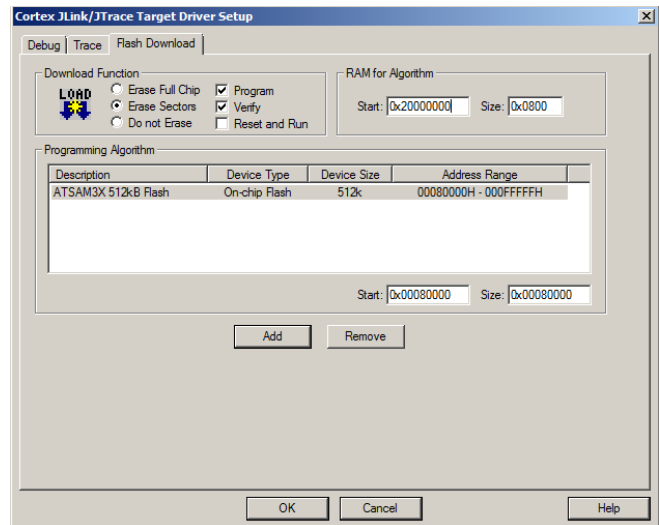 Cortex JLink/JTrace Target Driver Setup
Debug Trace Flash Download
Download Function
LOAD
Erase Full Chip
Erase Sectors
Do not Erase
Program
Verify
Reset and Run
RAM for Algorithm
Start: 0x20000000 Size: 0x0800
Programming Algorithm
Description Device Type Device Size Address Range
ATSAM3X 512kB Flash On-chip Flash 512k 00080000H - 000FFFFFH
Start: 0x00080000 Size: 0x00080000
Add Remove
OK Cancel Help